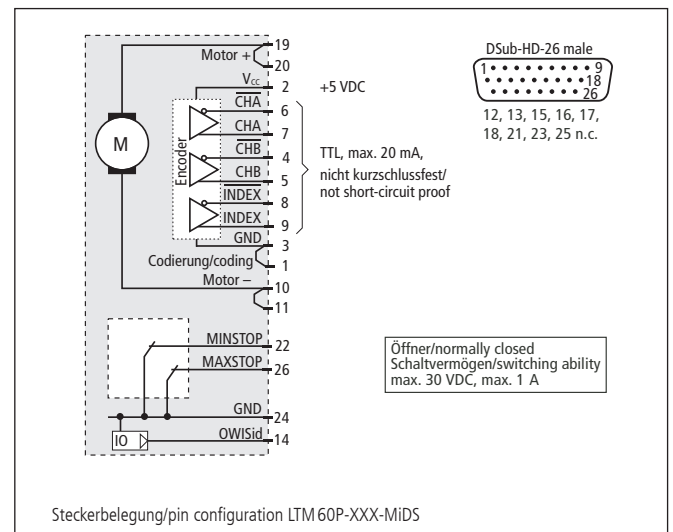 Motor + 19
20
Vcc 2 +5 VDC
CHA 6
CHA 7
CHB 4
CHB 5
INDEX 8
INDEX 9
GND 3
Codierung/coding 1
Motor – 10
11
M
Encoder
TTL, max. 20 mA,
nicht kurzschlussfest/
not short-circuit proof
DSub-HD-26 male
1 9
18
26
12, 13, 15, 16, 17,
18, 21, 23, 25 n.c.
MINSTOP 22
MAXSTOP 26
GND 24
IO OWISid 14
Öffner/normally closed
Schaltvermögen/switching ability
max. 30 VDC, max. 1 A
Steckerbelegung/pin configuration LTM 60P-XXX-MiDS